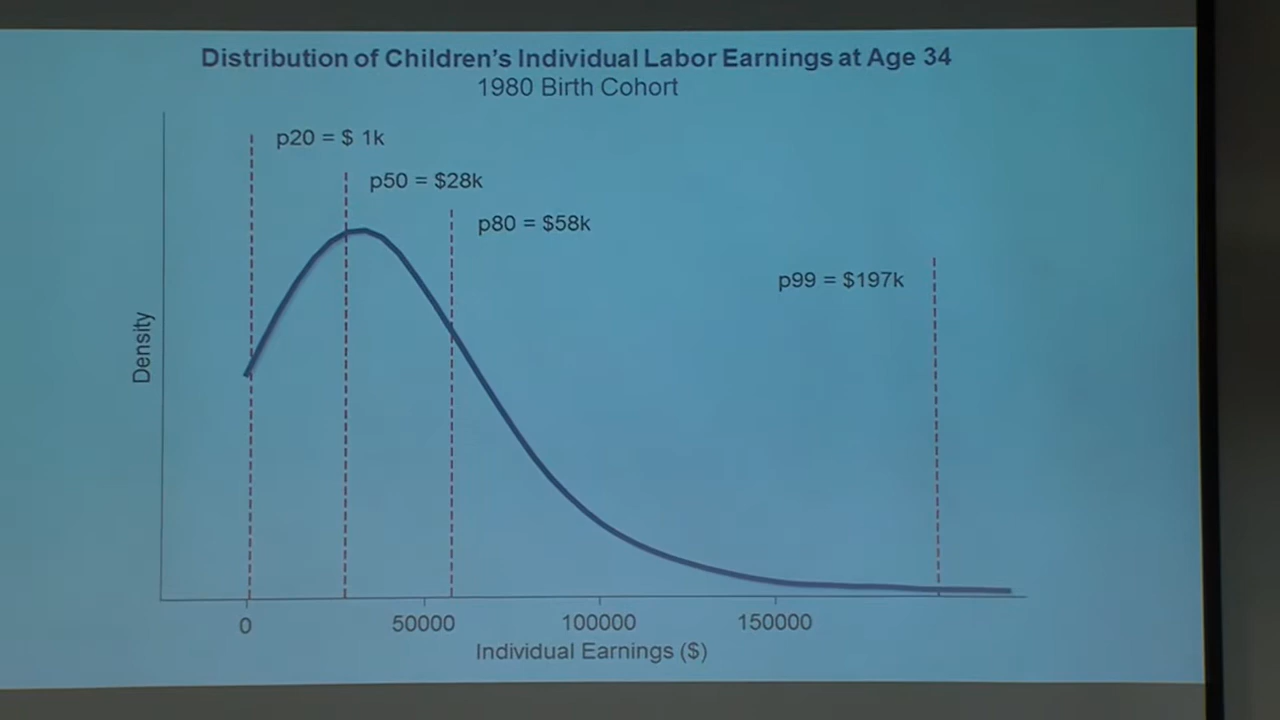 Distribution of Children's Individual Labor Earnings at Age 34
1980 Birth Cohort
p20 = $ 1k
p50 = $28k
p80 = $58k
p99 = $197k
Density
0
50000
100000
150000
Individual Earnings ($)